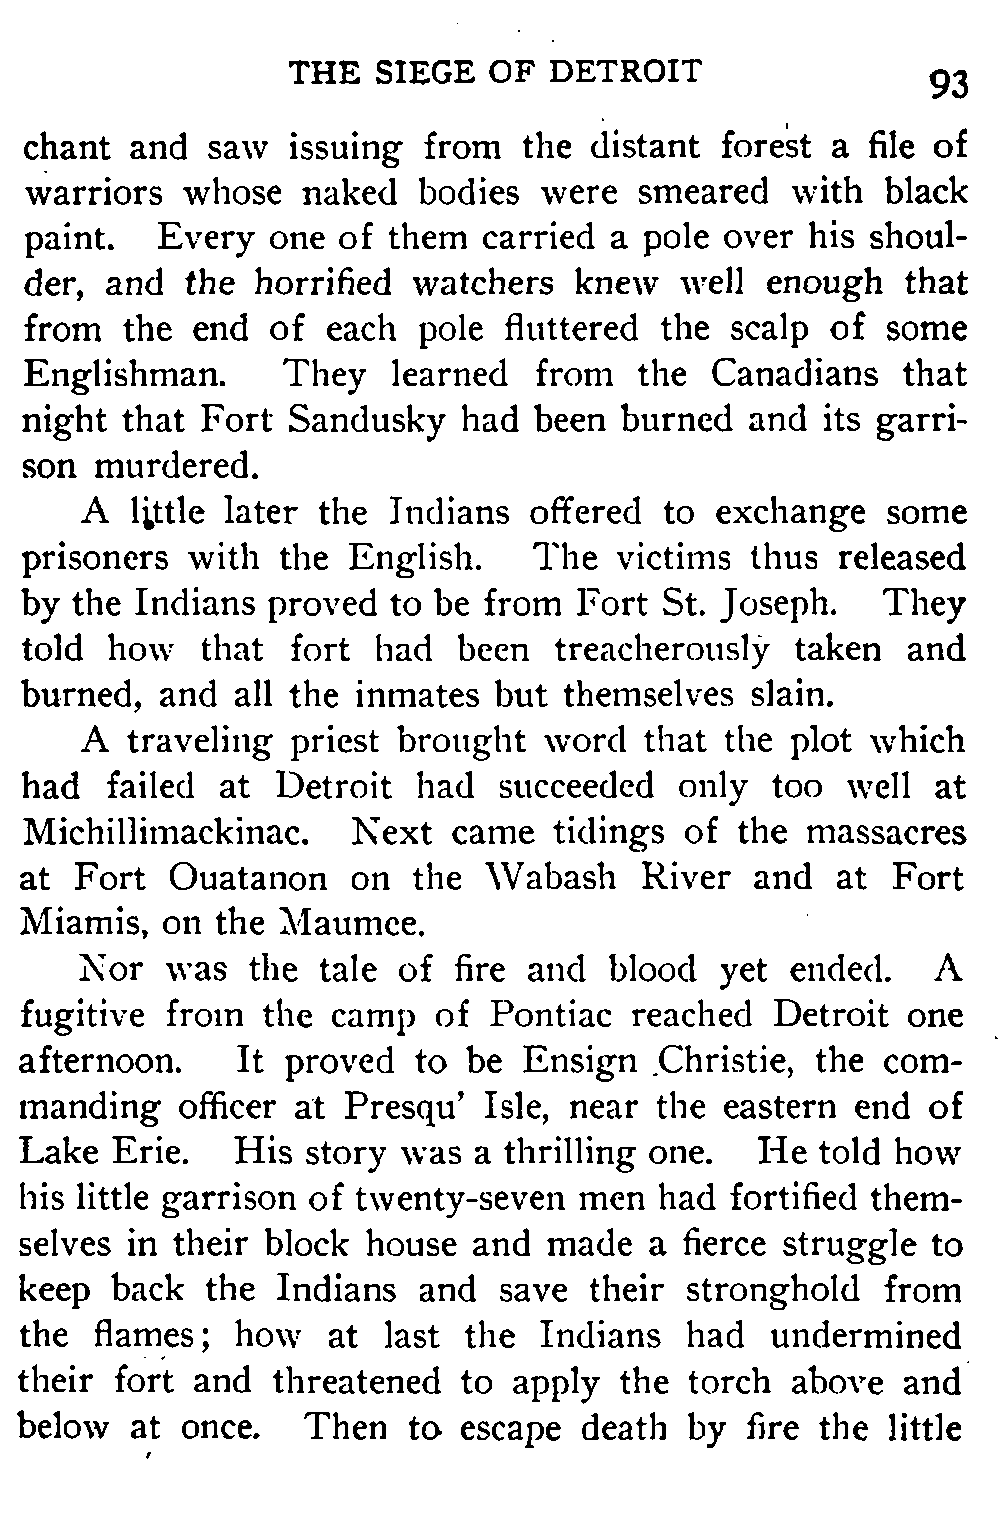 THE SIEGE OF DETROIT 93
chant and saw issuing from the distant forest a file of
warriors whose naked bodies were smeared with black
paint. Every one of them carried a pole over his shoul-
der, and the horrified watchers knew well enough that
from the end of each pole fluttered the scalp of some
Englishman. They learned from the Canadians that
night that Fort Sandusky had been burned and its garri-
son murdered.
A little later the Indians offered to exchange some
prisoners with the English. The victims thus released
by the Indians proved to be from Fort St. Joseph. They
told how that fort had been treacherously taken and
burned, and all the inmates but themselves slain.
A traveling priest brought word that the plot which
had failed at Detroit had succeeded only too well at
Michillimackinac. Next came tidings of the massacres
at Fort Ouatanon on the Wabash River and at Fort
Miamis, on the Maumee.
Nor was the tale of fire and blood yet ended. A
fugitive from the camp of Pontiac reached Detroit one
afternoon. It proved to be Ensign Christie, the com-
manding officer at Presqu' Isle, near the eastern end of
Lake Erie. His story was a thrilling one. He told how
his little garrison of twenty-seven men had fortified them-
selves in their block house and made a fierce struggle to
keep back the Indians and save their stronghold from
the flames; how at last the Indians had undermined
their fort and threatened to apply the torch above and
below at once. Then to escape death by fire the little